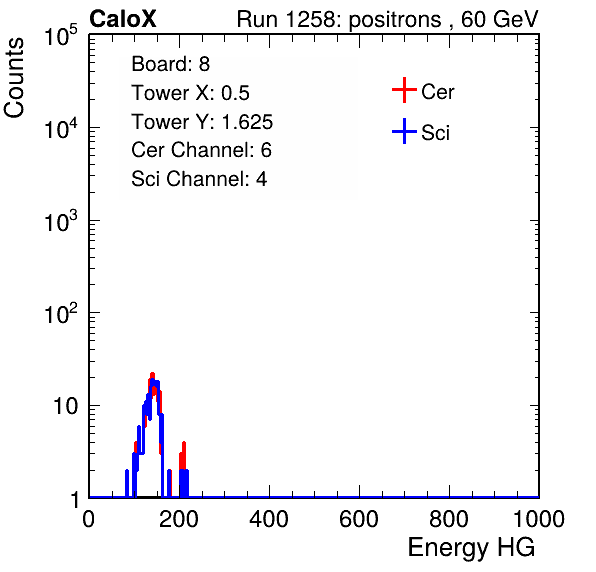 CaloX Run 1258: positrons , 60 GeV
Counts
Board: 8
Tower X: 0.5
Tower Y: 1.625
Cer Channel: 6
Sci Channel: 4
Cer
Sci
10^5
10^4
10^3
10^2
10
1
0 200 400 600 800 1000
Energy HG